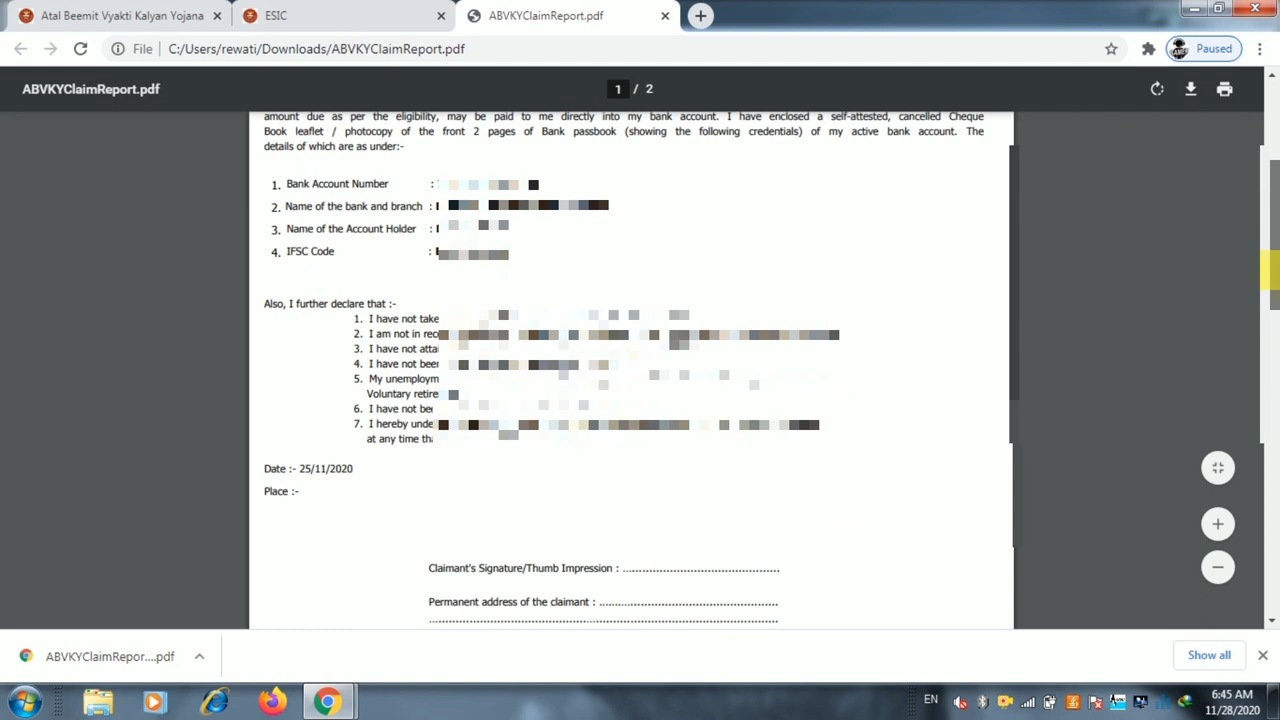 Atal Beemit Vyakti Kalyan Yojana
ESIC
ABVKYClaimReport.pdf
File
C:/Users/rewati/Downloads/ABVKYClaimReport.pdf
Paused
ABVKYClaimReport.pdf
1 / 2
amount due as per the eligibility, may be paid to me directly into my bank account. I have enclosed a self-attested, cancelled Cheque
Book leaflet / photocopy of the front 2 pages of Bank passbook (showing the following credentials) of my active bank account. The
details of which are as under:-
1. Bank Account Number :
2. Name of the bank and branch :
3. Name of the Account Holder :
4. IFSC Code :
Also, I further declare that :-
1. I have not take
2. I am not in rec
3. I have not atta
4. I have not beer
5. My unemploym
Voluntary retire
6. I have not be
7. I hereby unde
at any time tha
Date :- 25/11/2020
Place :-
Claimant's Signature/Thumb Impression : ................................................
Permanent address of the claimant : ......................................................
................................................................................................
ABVKYClaimRepor....pdf
Show all
EN
6:45 AM
11/28/2020